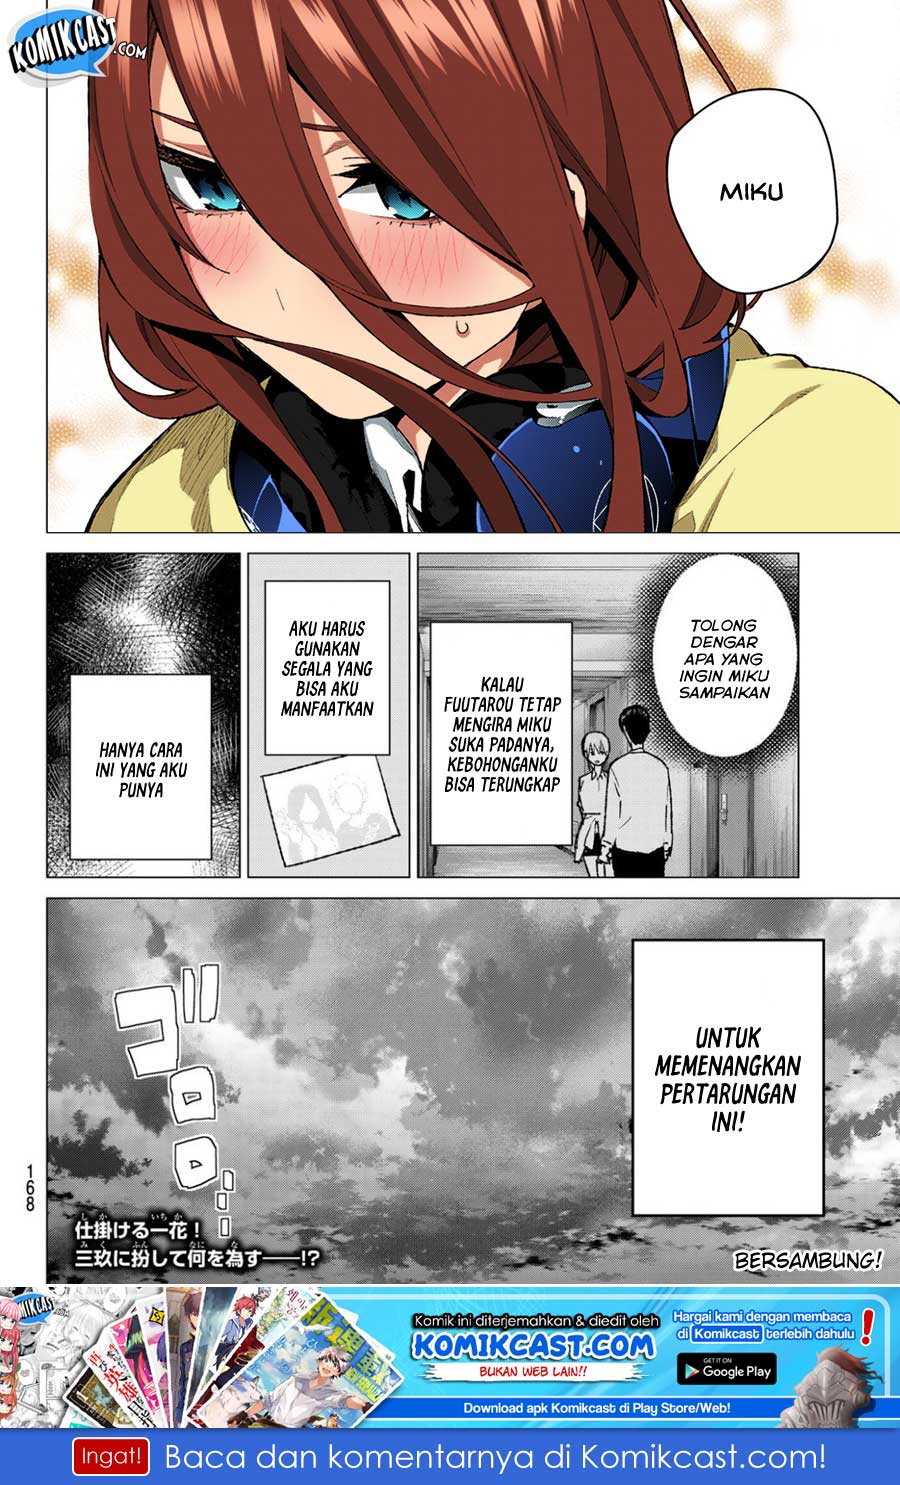 KOMIKCAST.COM
MIKU
TOLONG
DENGAR
APA YANG
INGIN MIKU
SAMPAIKAN
KALAU
FUUTAROU TETAP
MENGIRA MIKU
SUKA PADANYA,
KEBOHONGANKU
BISA TERUNGKAP
AKU HARUS
GUNAKAN
SEGALA YANG
BISA AKU
MANFAATKAN
HANYA CARA
INI YANG AKU
PUNYA
UNTUK
MEMENANGKAN
PERTARUNGAN
INI!
ゴロロ...
168
仕掛ける一花！
三玖に扮して何を為す――!?
BERSAMBUNG!
Komik ini diterjemahkan & diedit oleh
KOMIKCAST.COM
BUKAN WEB LAIN!!
Hargai kami dengan membaca
di Komikcast terlebih dahulu !
GET IT ON
Google Play
Download apk Komikcast di Play Store/Web!
Ingat! Baca dan komentarnya di Komikcast.com!